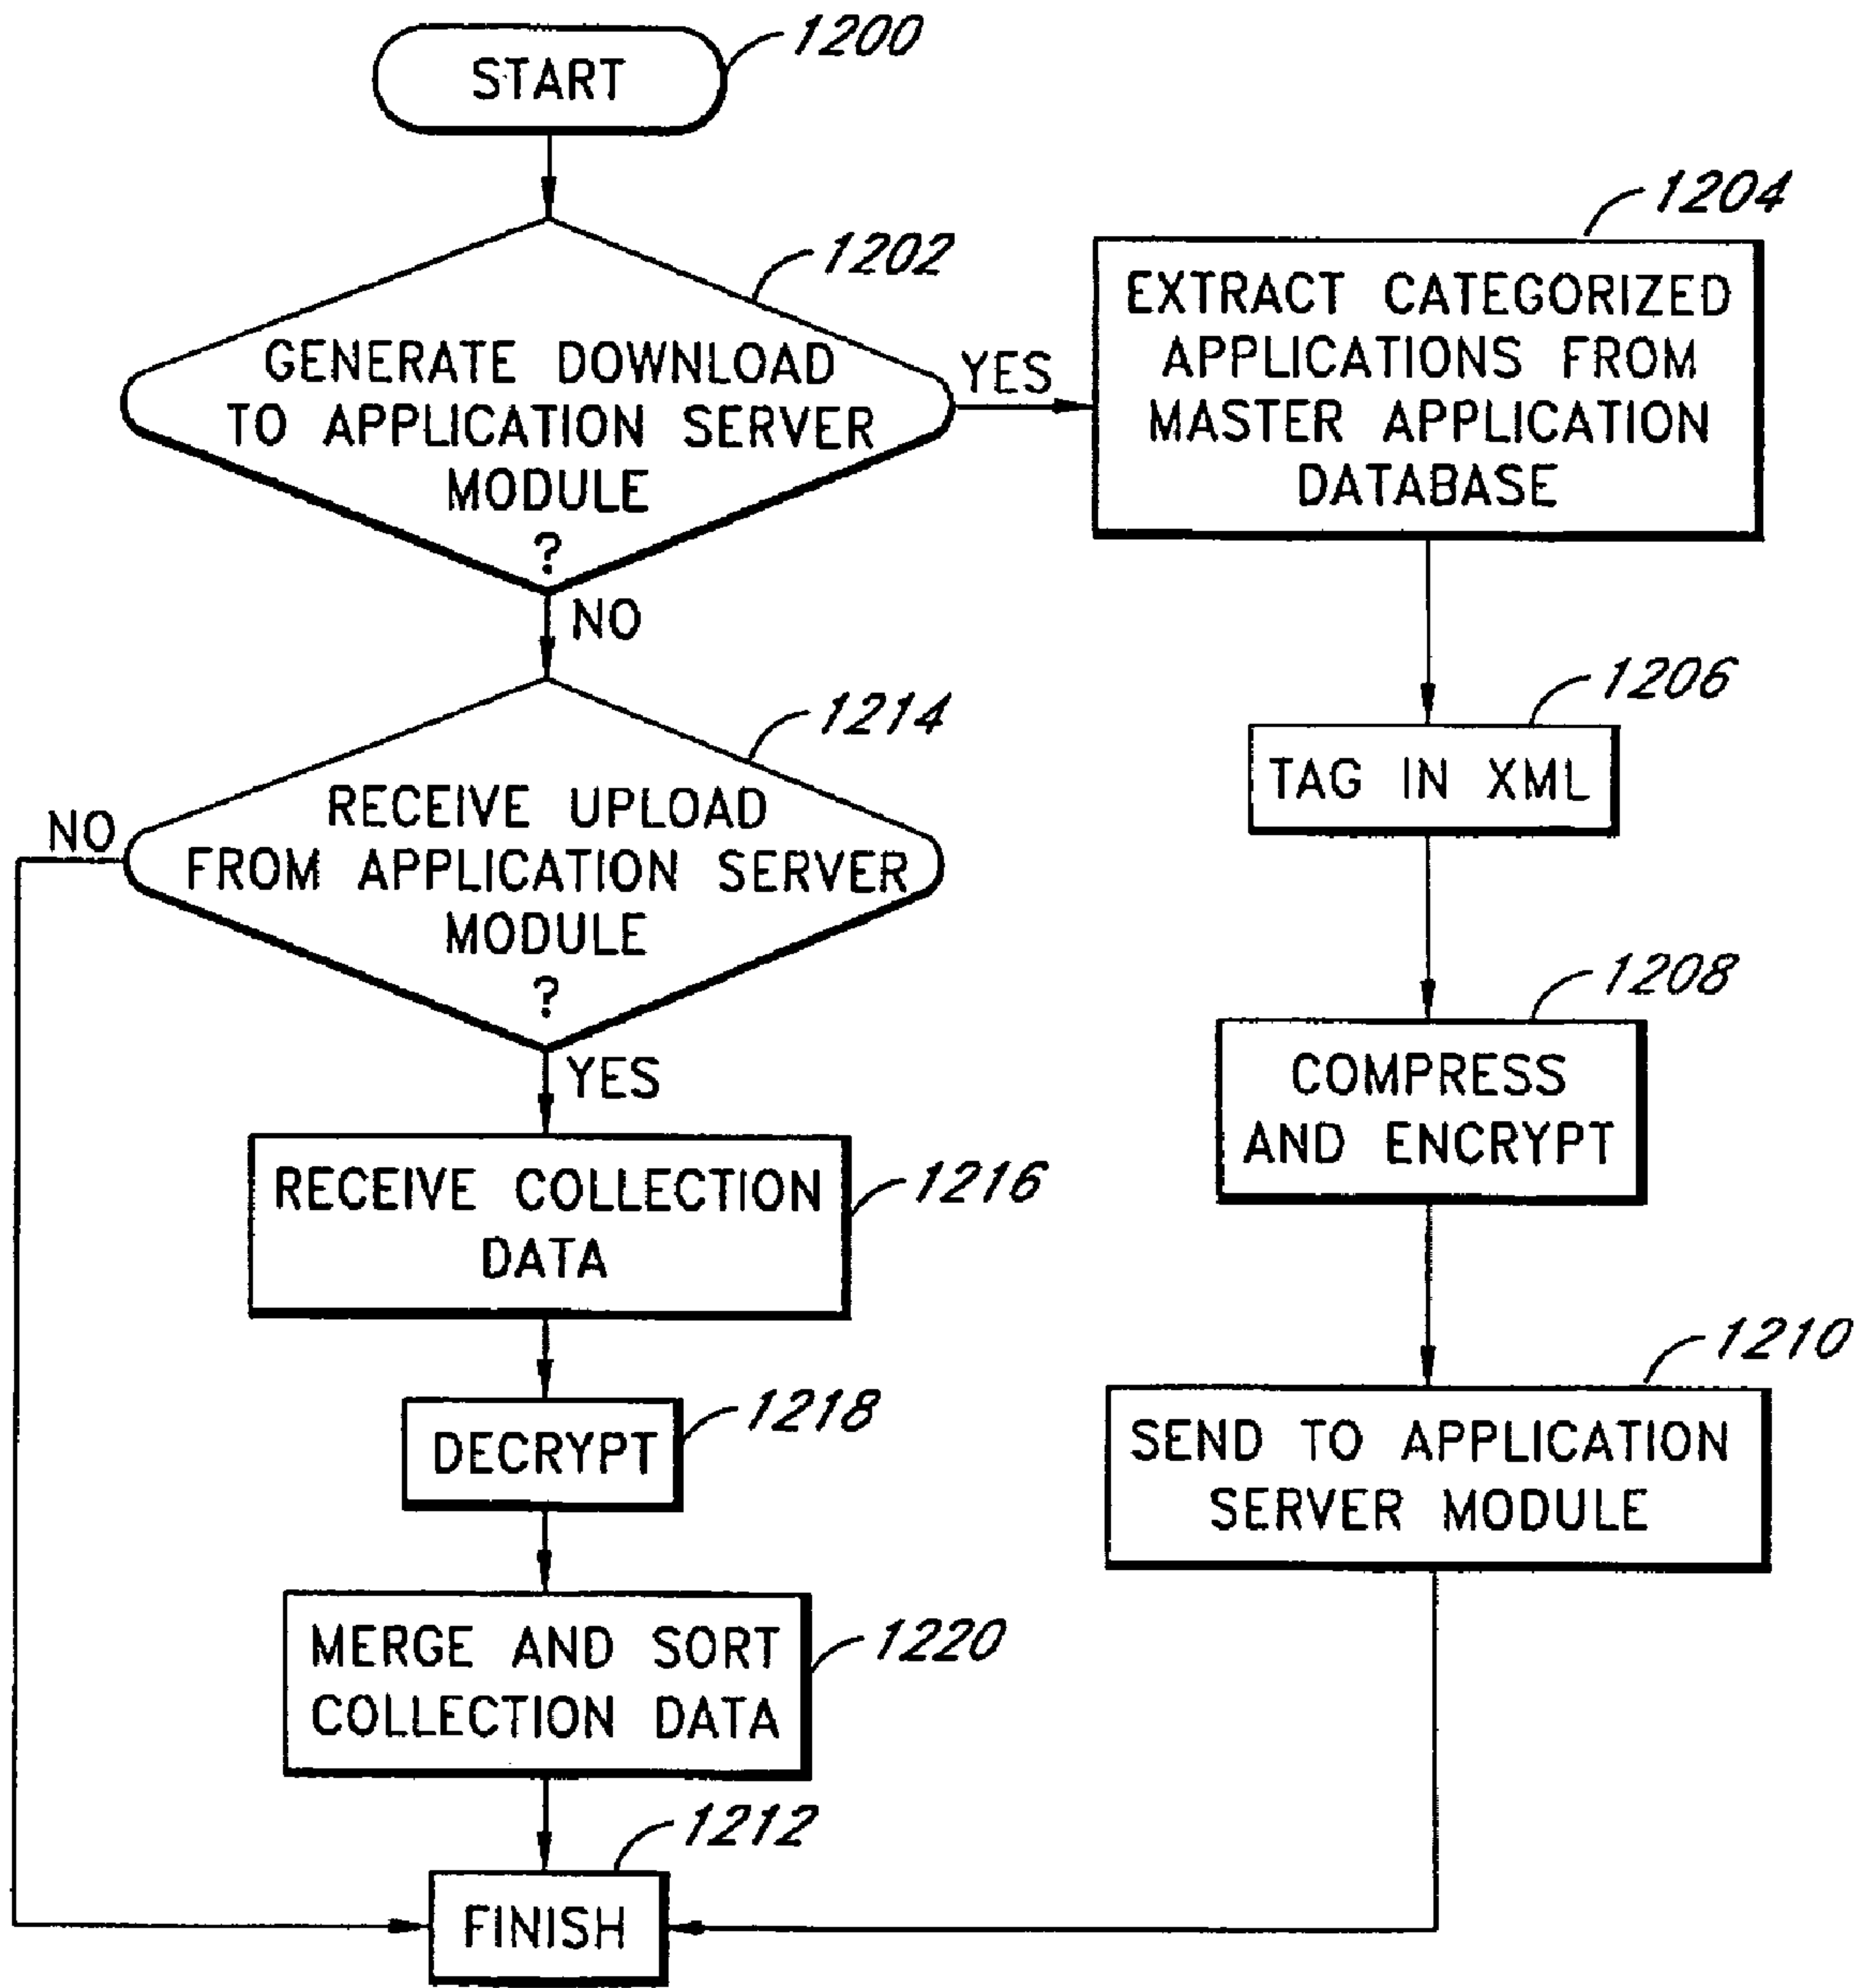 1200
START
1202
GENERATE DOWNLOAD
TO APPLICATION SERVER
MODULE
?
YES
NO
1204
EXTRACT CATEGORIZED
APPLICATIONS FROM
MASTER APPLICATION
DATABASE
1206
TAG IN XML
1208
COMPRESS
AND ENCRYPT
1210
SEND TO APPLICATION
SERVER MODULE
1214
RECEIVE UPLOAD
FROM APPLICATION SERVER
MODULE
?
NO
YES
1216
RECEIVE COLLECTION
DATA
1218
DECRYPT
1220
MERGE AND SORT
COLLECTION DATA
1212
FINISH